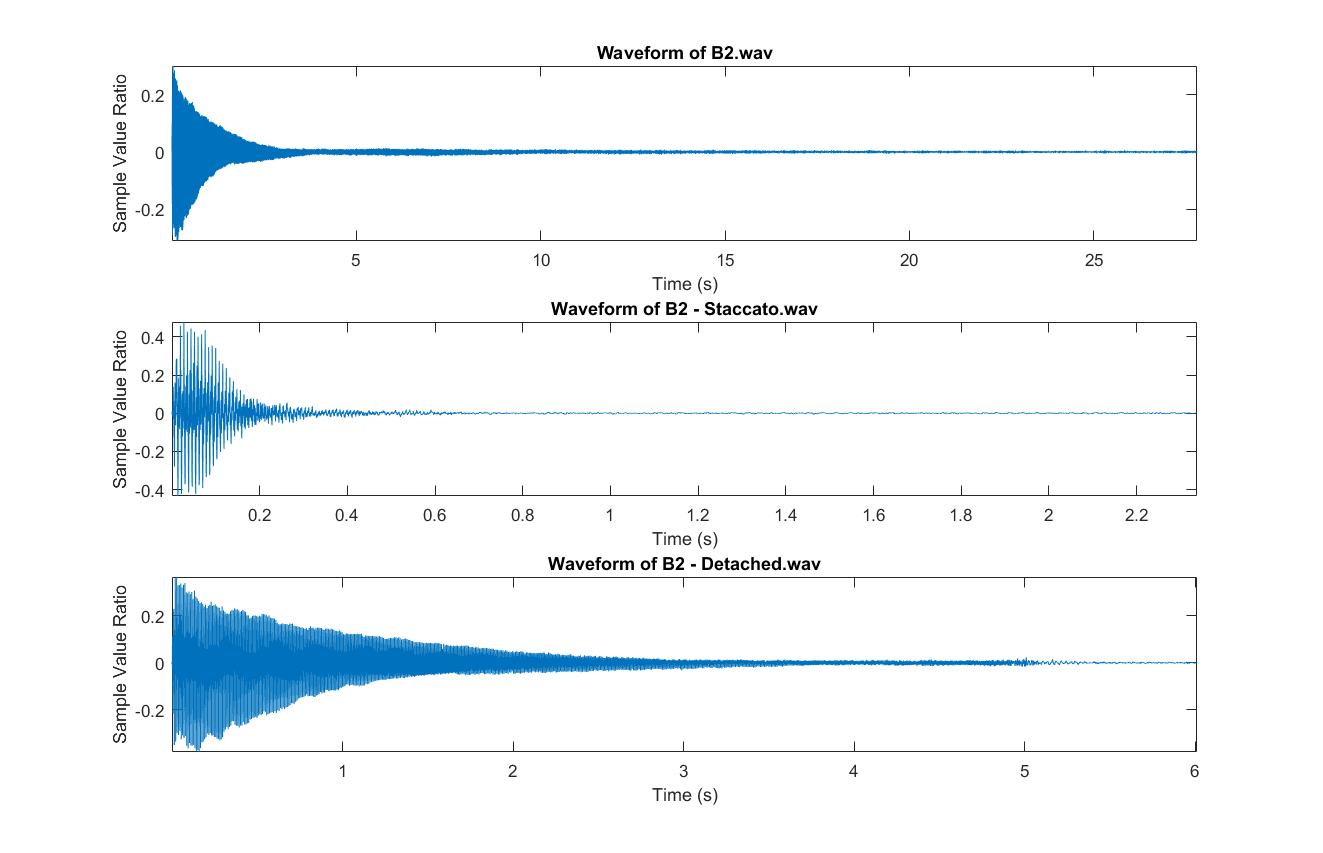 Waveform of B2.wav
Sample Value Ratio
0.2
0
-0.2
5 10 15 20 25
Time (s)
Waveform of B2 - Staccato.wav
Sample Value Ratio
0.4
0.2
0
-0.2
-0.4
0.2 0.4 0.6 0.8 1 1.2 1.4 1.6 1.8 2 2.2
Time (s)
Waveform of B2 - Detached.wav
Sample Value Ratio
0.2
0
-0.2
1 2 3 4 5 6
Time (s)